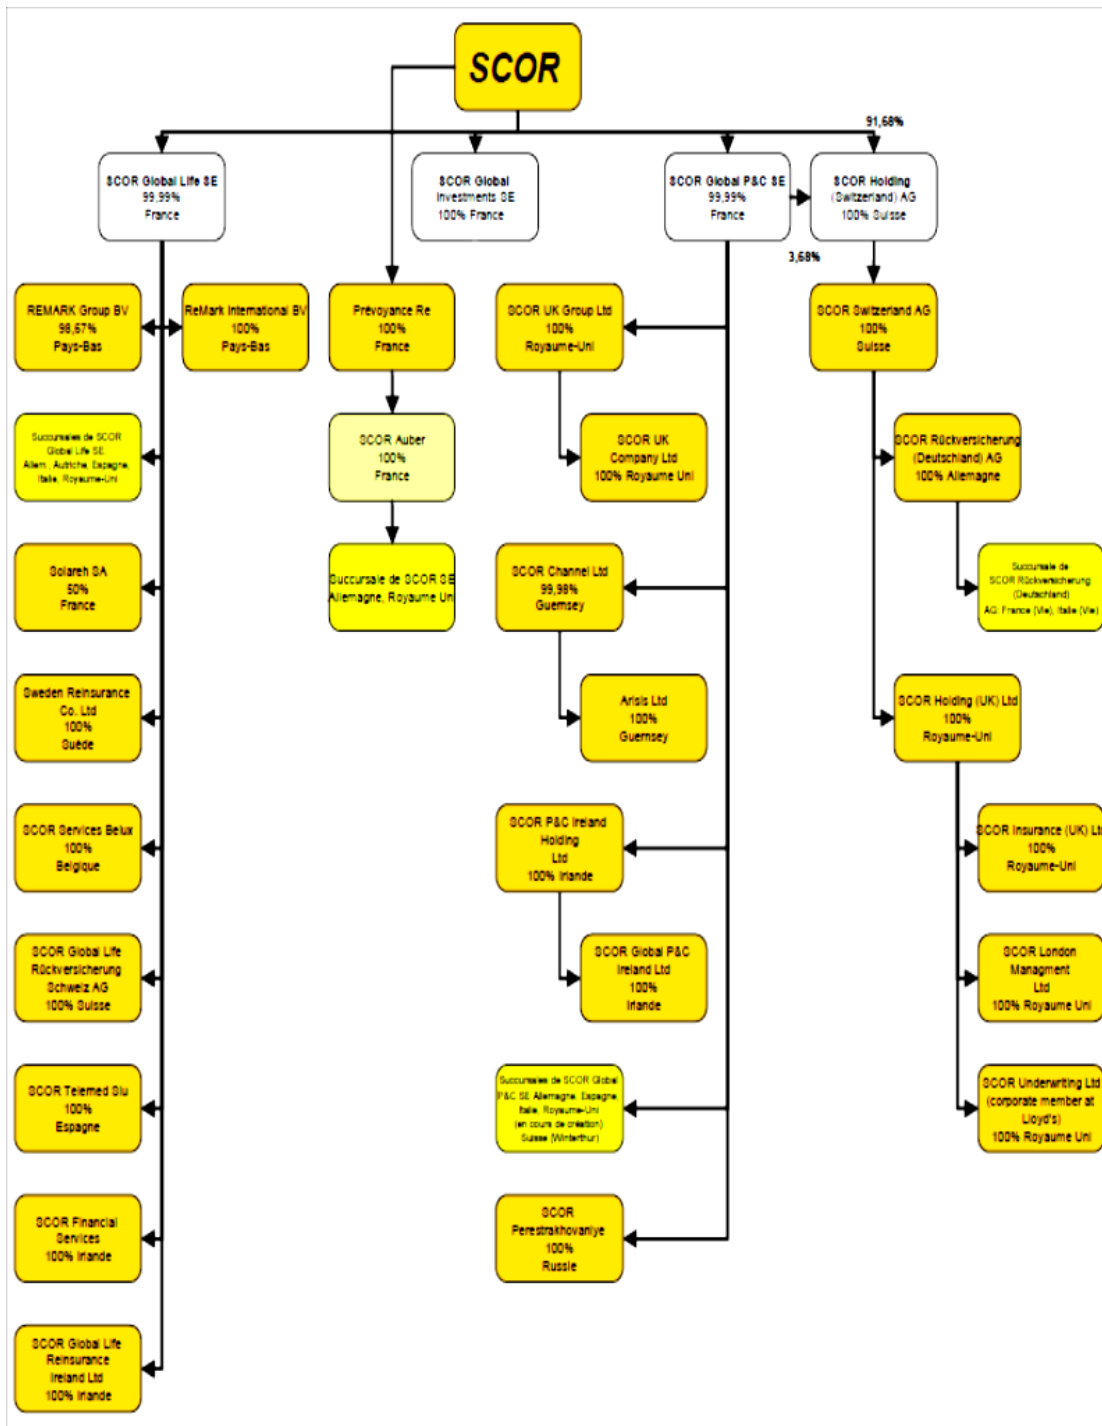 SCOR
91,68%
SCOR Global Life SE
99,99%
France
SCOR Global
Investments SE
100% France
SCOR Global P&C SE
99,99%
France
SCOR Holding
(Switzerland) AG
100% Suisse
3,68%
REMARK Group BV
98,67%
Pays-Bas
ReMark International BV
100%
Pays-Bas
Prévoyance Re
100%
France
SCOR UK Group Ltd
100%
Royaume-Uni
SCOR Switzerland AG
100%
Suisse
Succursales de SCOR
Global Life SE
Allem., Autriche, Espagne,
Italie, Royaume-Uni
SCOR Auber
100%
France
SCOR UK
Company Ltd
100% Royaume Uni
SCOR Rückversicherung
(Deutschland) AG
100% Allemagne
Solareh SA
50%
France
Succursale de SCOR SE
Allemagne, Royaume Uni
SCOR Channel Ltd
99,98%
Guernsey
Succursale de
SCOR Rückversicherung
(Deutschland)
AG: France (Vie), Italie (Vie)
Sweden Reinsurance
Co. Ltd
100%
Suède
Arisis Ltd
100%
Guernsey
SCOR Holding (UK) Ltd
100%
Royaume-Uni
SCOR Services Belux
100%
Belgique
SCOR P&C Ireland
Holding
Ltd
100% Irlande
SCOR Insurance (UK) Ltd
100%
Royaume-Uni
SCOR Global Life
Rückversicherung
Schweiz AG
100% Suisse
SCOR Global P&C
Ireland Ltd
100%
Irlande
SCOR London
Managment
Ltd
100% Royaume Uni
SCOR Telemed Slu
100%
Espagne
Succursales de SCOR Global
P&C SE Allemagne, Espagne,
Italie, Royaume-Uni
(en cours de création)
Suisse (Winterthur)
SCOR Underwriting Ltd
(corporate member at
Lloyd's)
100% Royaume Uni
SCOR Financial
Services
100% Irlande
SCOR
Perestrakhovaniye
100%
Russie
SCOR Global Life
Reinsurance
Ireland Ltd
100% Irlande